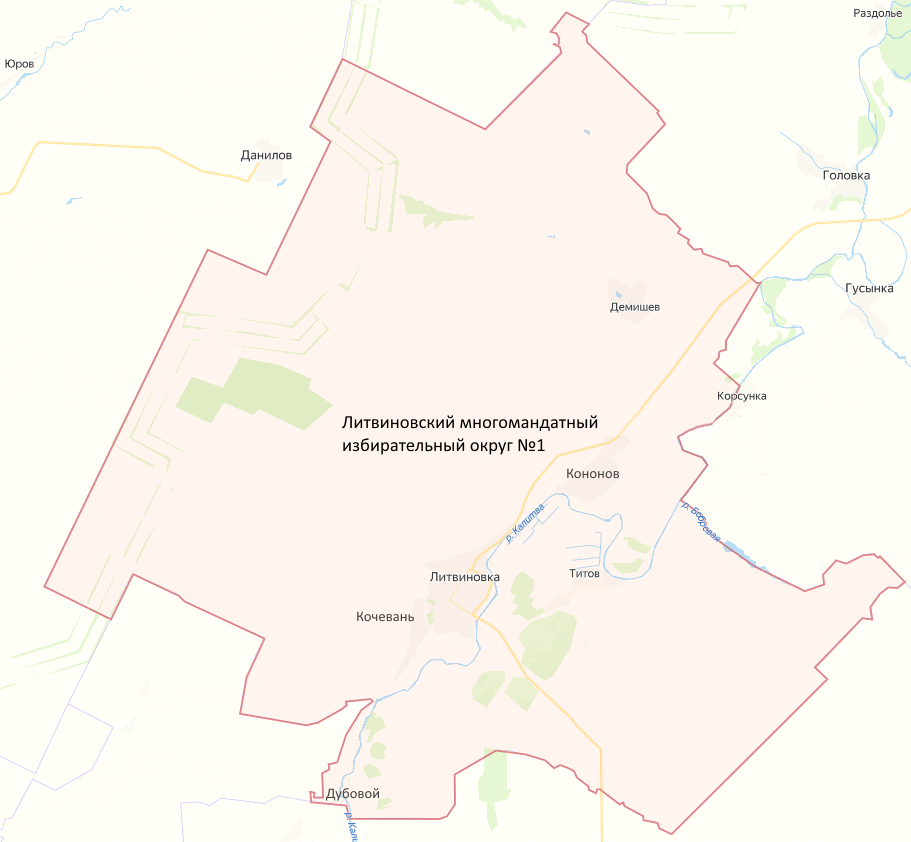 Раздолье
Юров
Данилов
Головка
Гусынка
Демишев
Корсунка
Литвиновский многомандатный
избирательный округ №1
Кононов
р. Калитва
р. Бобровая
Титов
Литвиновка
Кочевань
Дубовой